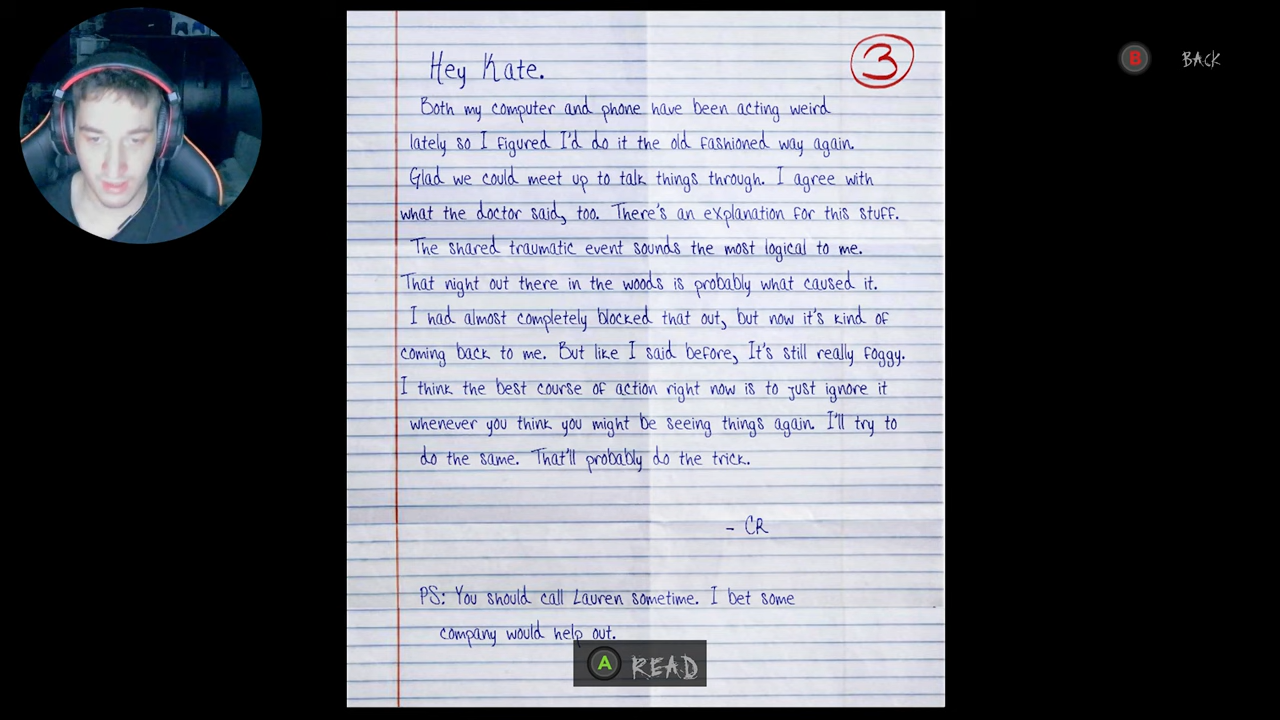 Hey Kate.
3
Both my computer and phone have been acting weird
lately so I figured I'd do it the old fashioned way again.
Glad we could meet up to talk things through. I agree with
what the doctor said, too. There's an explanation for this stuff.
The shared traumatic event sounds the most logical to me.
That night out there in the woods is probably what caused it.
I had almost completely blocked that out, but now it's kind of
coming back to me. But like I said before, It's still really foggy.
I think the best course of action right now is to just ignore it
whenever you think you might be seeing things again. I'll try to
do the same. That'll probably do the trick.
- CR
PS: You should call Lauren sometime. I bet some
company would help out.
A READ
B BACK